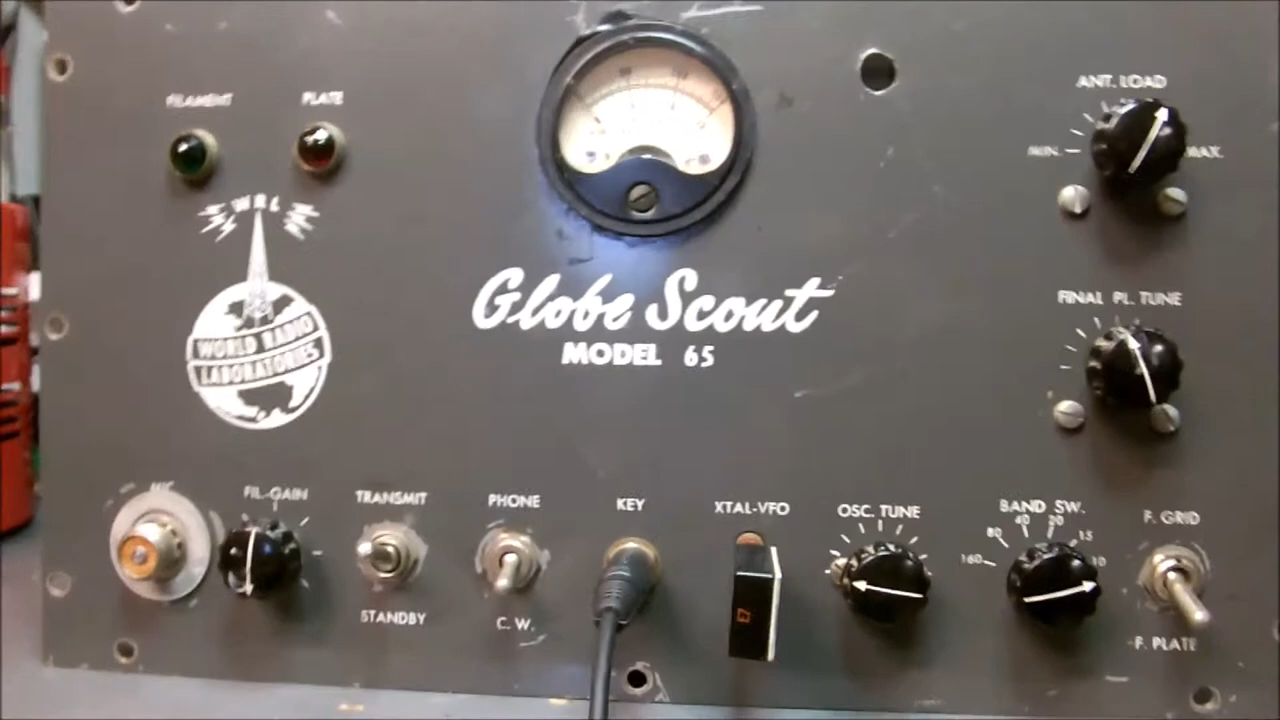 FILAMENT
PLATE
ANT. LOAD
MIN.
MAX.
WRL
Globe Scout
MODEL 65
FINAL PL. TUNE
WORLD RADIO
LABORATORIES
MIC
FIL.-GAIN
TRANSMIT
STANDBY
PHONE
C. W.
KEY
XTAL-VFO
OSC. TUNE
BAND SW.
160
80
40
20
15
10
F. GRID
F. PLATE